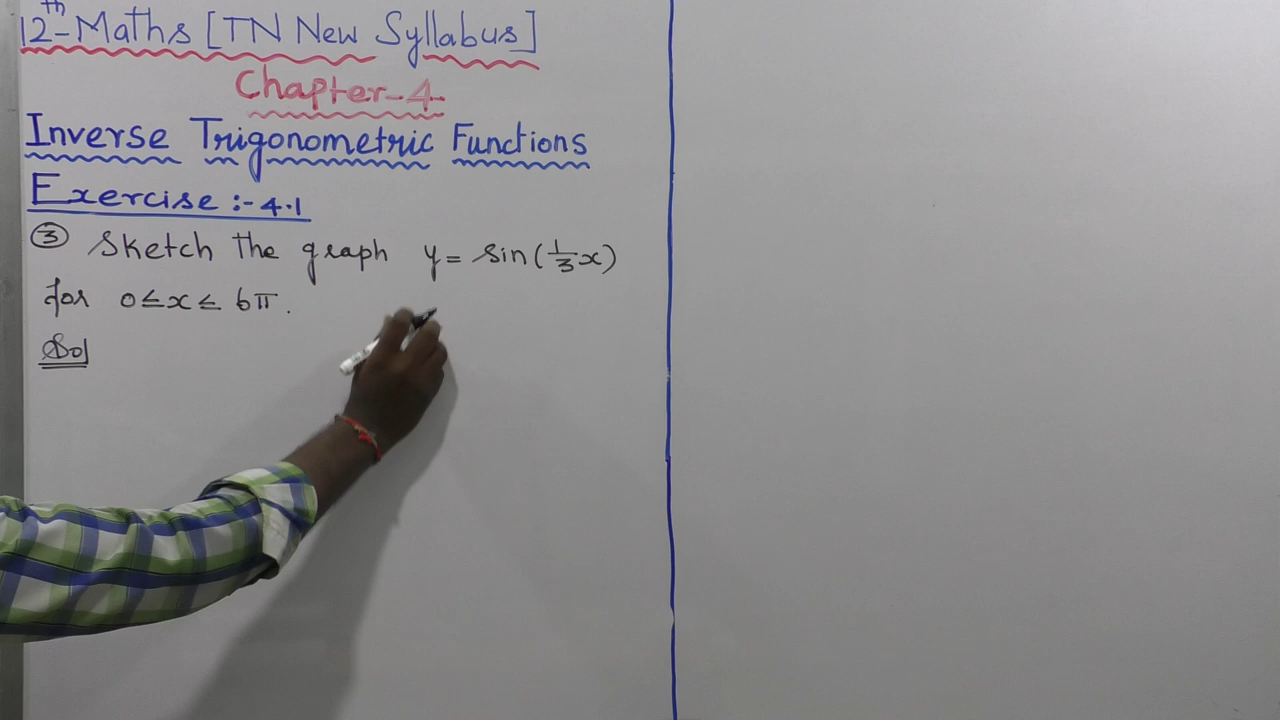 12th-Maths [TN New Syllabus]
Chapter-4
Inverse Trigonometric Functions
Exercise :- 4.1
③ Sketch the graph y = sin(1/3 x)
for 0≤x≤ 6π.
Sol